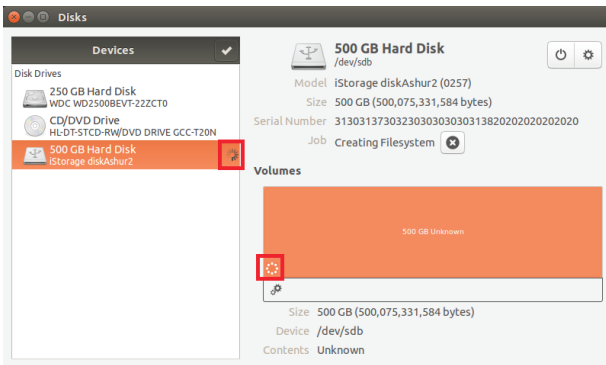 Disks
Devices
Disk Drives
250 GB Hard Disk
WDC WD2500BEVT-22ZCT0
CD/DVD Drive
HL-DT-STCD-RW/DVD DRIVE GCC-T20N
500 GB Hard Disk
iStorage diskAshur2
500 GB Hard Disk
/dev/sdb
Model iStorage diskAshur2 (0257)
Size 500 GB (500,075,331,584 bytes)
Serial Number 31303137303230303030303138202020202020
Job Creating Filesystem
Volumes
500 GB Unknown
Size 500 GB (500,075,331,584 bytes)
Device /dev/sdb
Contents Unknown